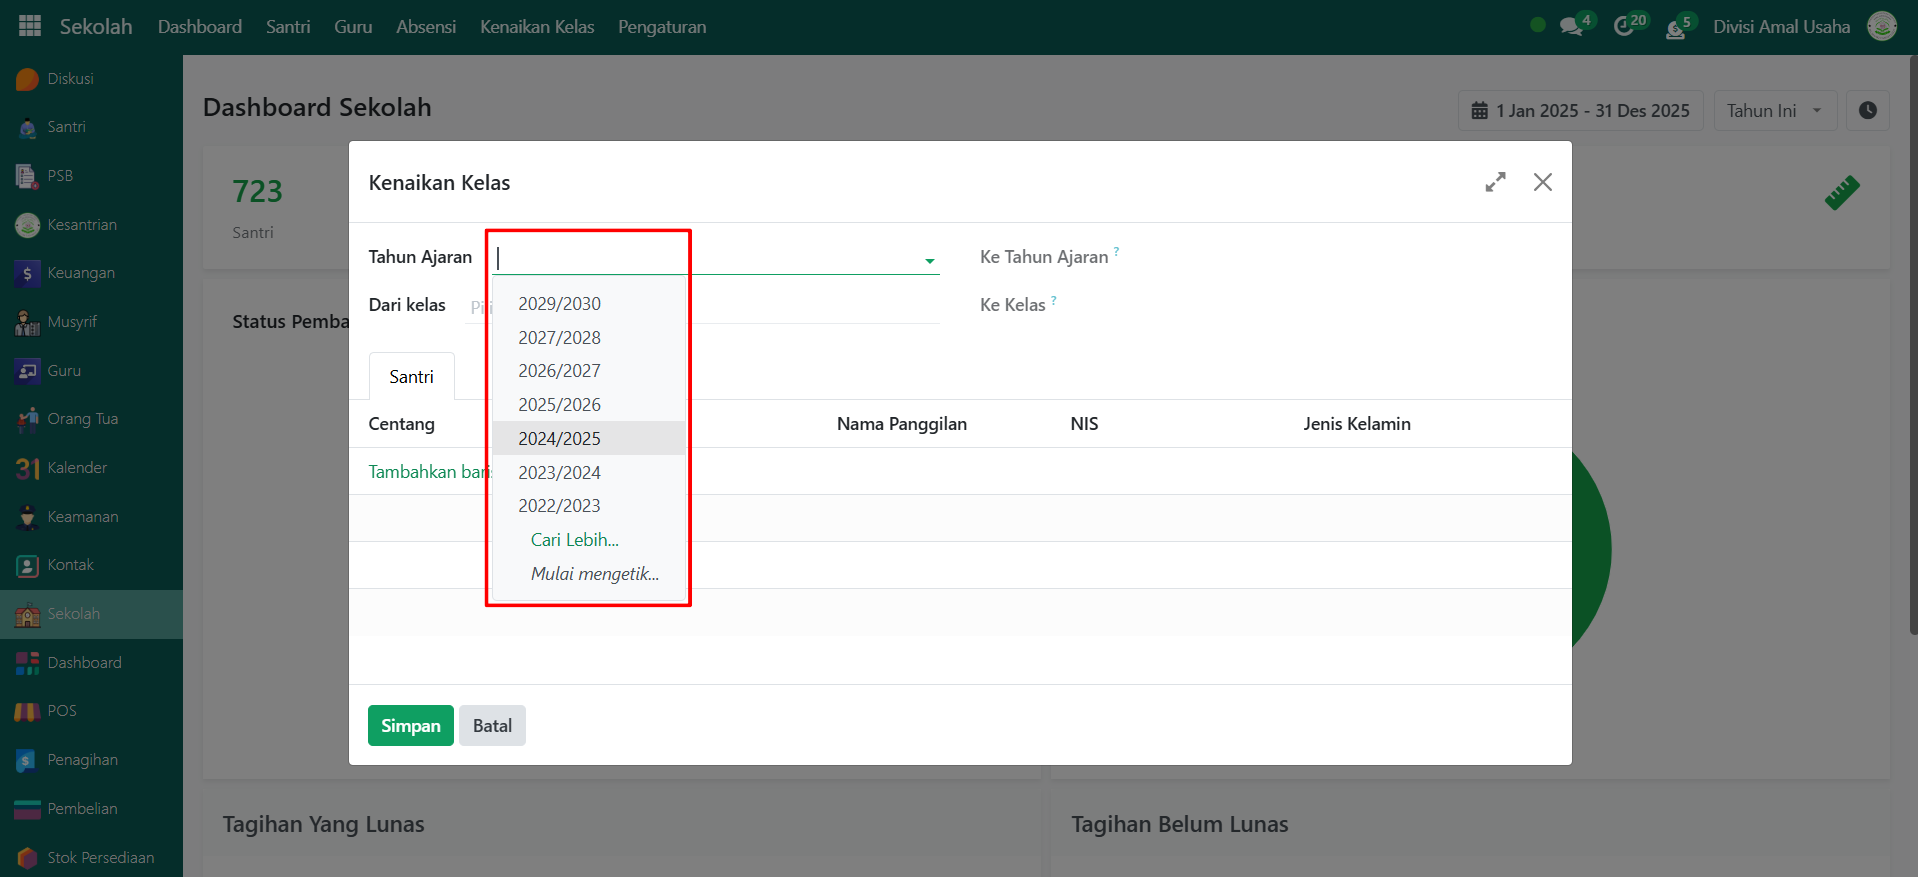 Sekolah Dashboard Santri Guru Absensi Kenaikan Kelas Pengaturan 4 20 5 Divisi Amal Usaha
Diskusi
Santri
PSB
Kesantrian
Keuangan
Musyrif
Guru
Orang Tua
31 Kalender
Keamanan
Kontak
Sekolah
Dashboard
POS
Penagihan
Pembelian
Stok Persediaan
Dashboard Sekolah
1 Jan 2025 - 31 Des 2025 Tahun Ini
723
Santri
Status Pemba
Kenaikan Kelas
Tahun Ajaran
Ke Tahun Ajaran ?
Dari kelas
Ke Kelas ?
2029/2030
2027/2028
2026/2027
2025/2026
2024/2025
2023/2024
2022/2023
Cari Lebih...
Mulai mengetik...
Santri
Centang Nama Panggilan NIS Jenis Kelamin
Tambahkan baris
Simpan Batal
Tagihan Yang Lunas
Tagihan Belum Lunas